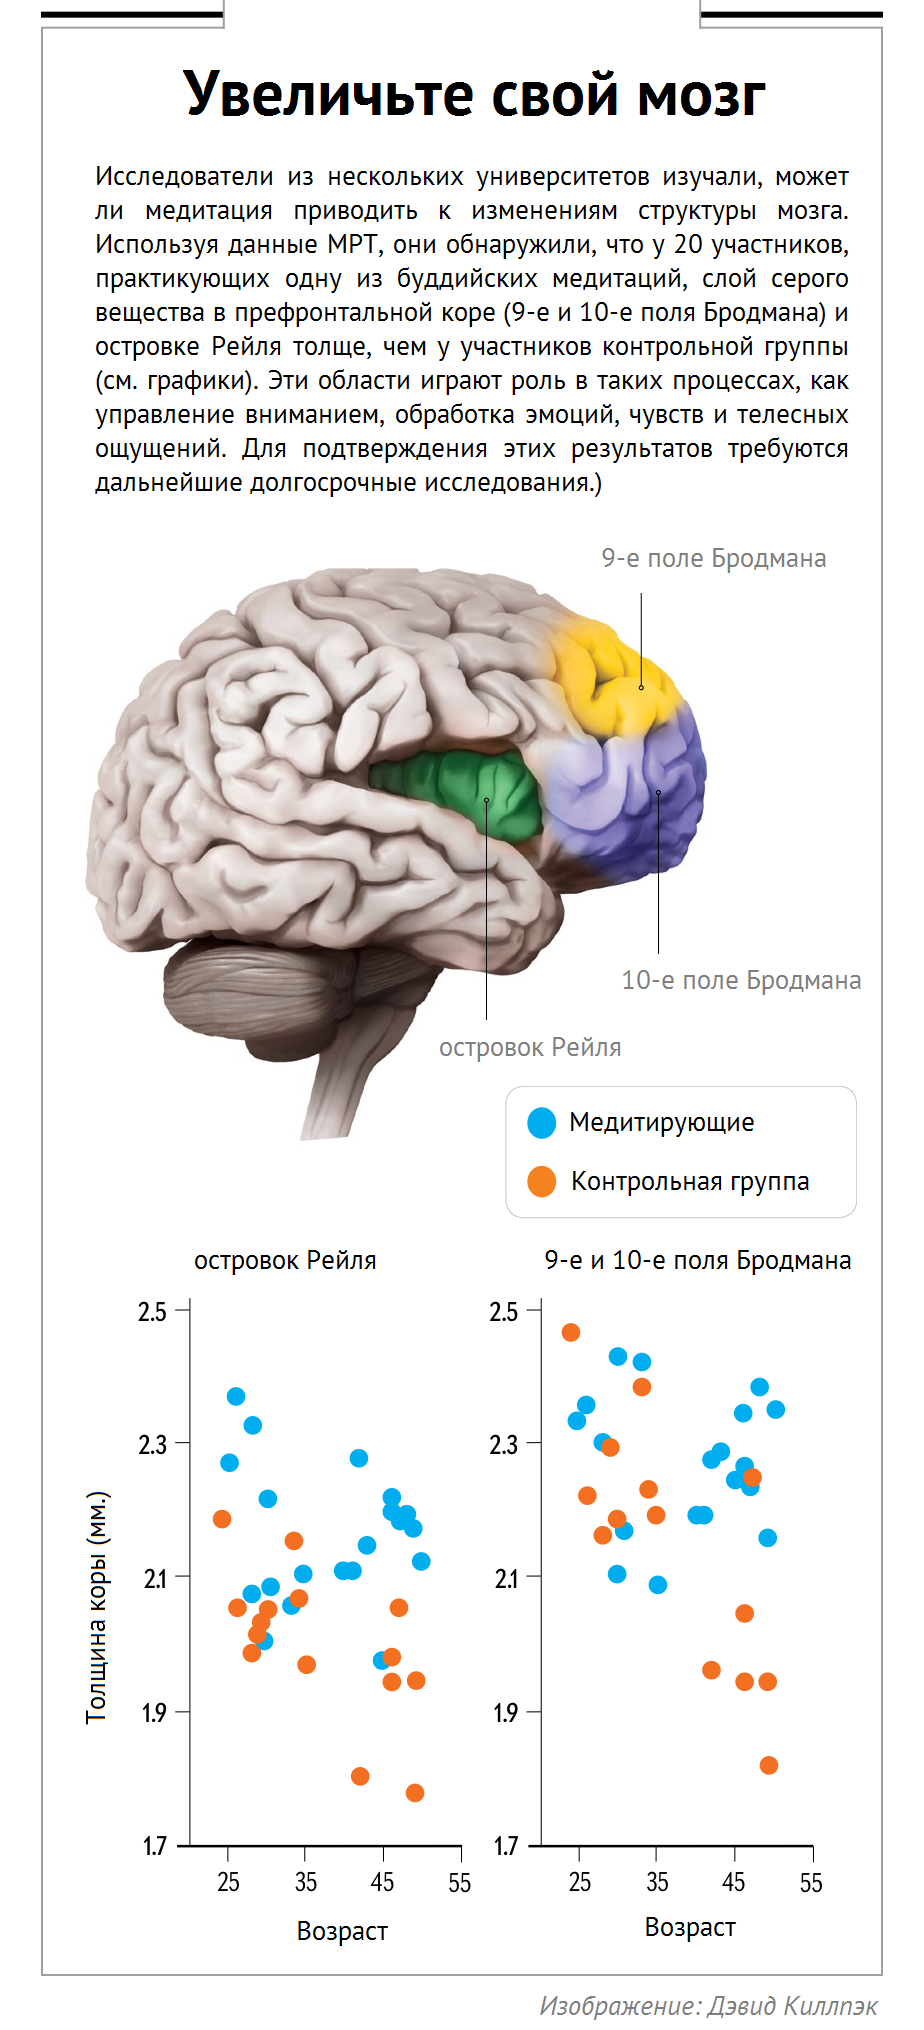 Увеличьте свой мозг
Исследователи из нескольких университетов изучали, может
ли медитация приводить к изменениям структуры мозга.
Используя данные МРТ, они обнаружили, что у 20 участников,
практикующих одну из буддийских медитаций, слой серого
вещества в префронтальной коре (9-е и 10-е поля Бродмана) и
островке Рейля толще, чем у участников контрольной группы
(см. графики). Эти области играют роль в таких процессах, как
управление вниманием, обработка эмоций, чувств и телесных
ощущений. Для подтверждения этих результатов требуются
дальнейшие долгосрочные исследования.)
9-е поле Бродмана
10-е поле Бродмана
островок Рейля
Медитирующие
Контрольная группа
островок Рейля
2.5
2.3
2.1
1.9
1.7
Толщина коры (мм.)
25 35 45 55
Возраст
9-е и 10-е поля Бродмана
2.5
2.3
2.1
1.9
1.7
25 35 45 55
Возраст
Изображение: Дэвид Киллпэк